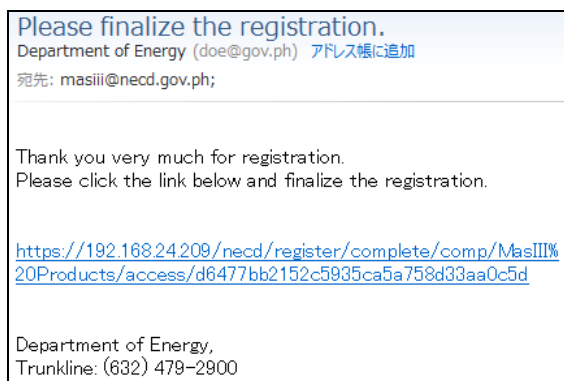 Please finalize the registration.
Department of Energy (doe@gov.ph) アドレス帳に追加
宛先: masiii@necd.gov.ph;
Thank you very much for registration.
Please click the link below and finalize the registration.
https://192.168.24.209/necd/register/complete/comp/MasIII%
20Products/access/d6477bb2152c5935ca5a758d33aa0c5d
Department of Energy,
Trunkline: (632) 479-2900